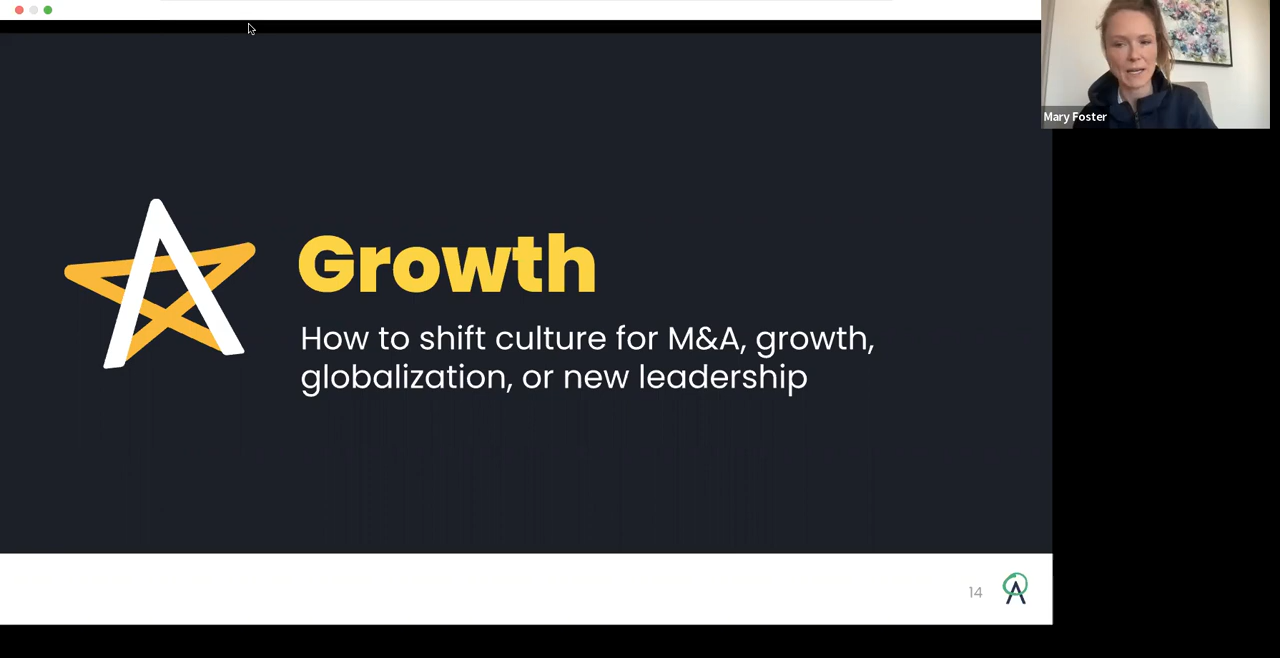 Mary Foster
Growth
How to shift culture for M&A, growth,
globalization, or new leadership
14